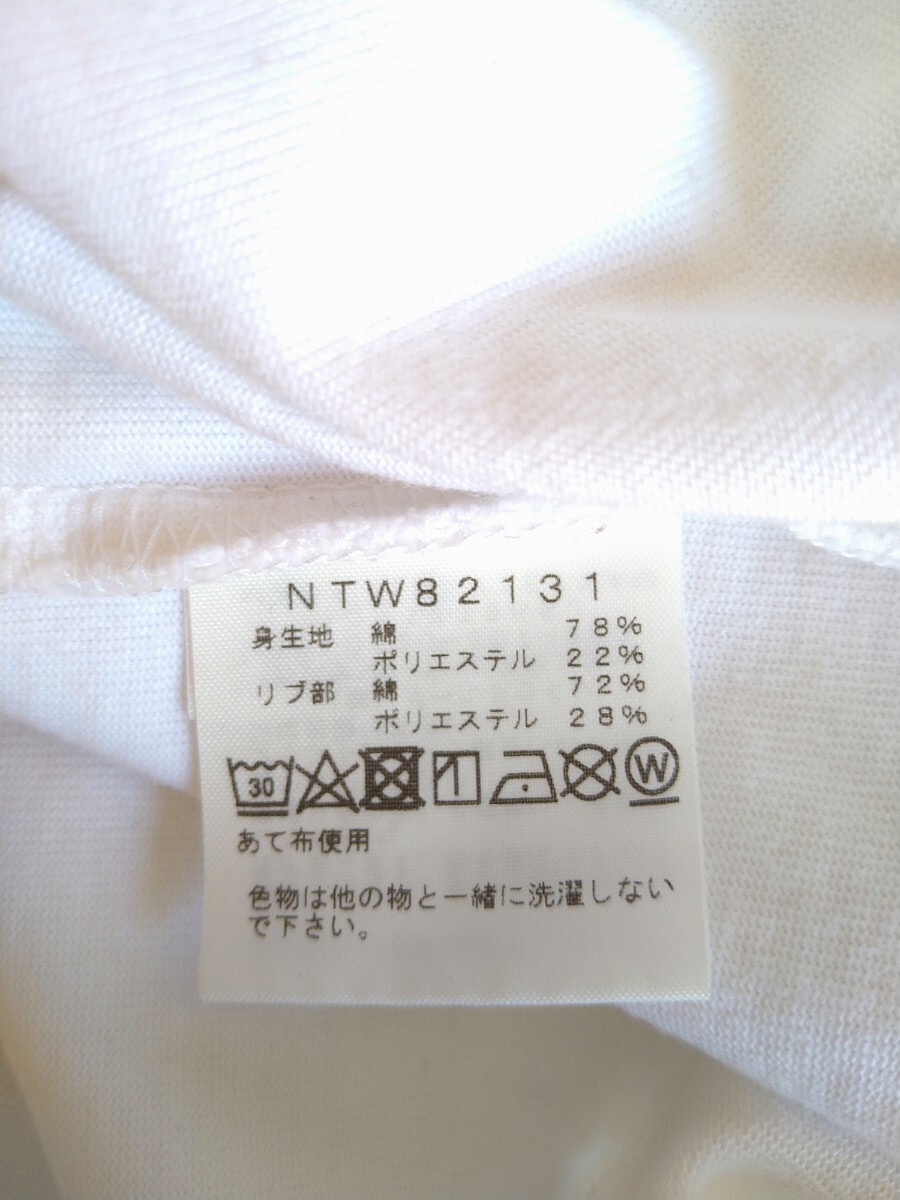 NTW82131
身生地 綿 78%
ポリエステル 22%
リブ部 綿 72%
ポリエステル 28%
30 W
あて布使用
色物は他の物と一緒に洗濯しない
で下さい。